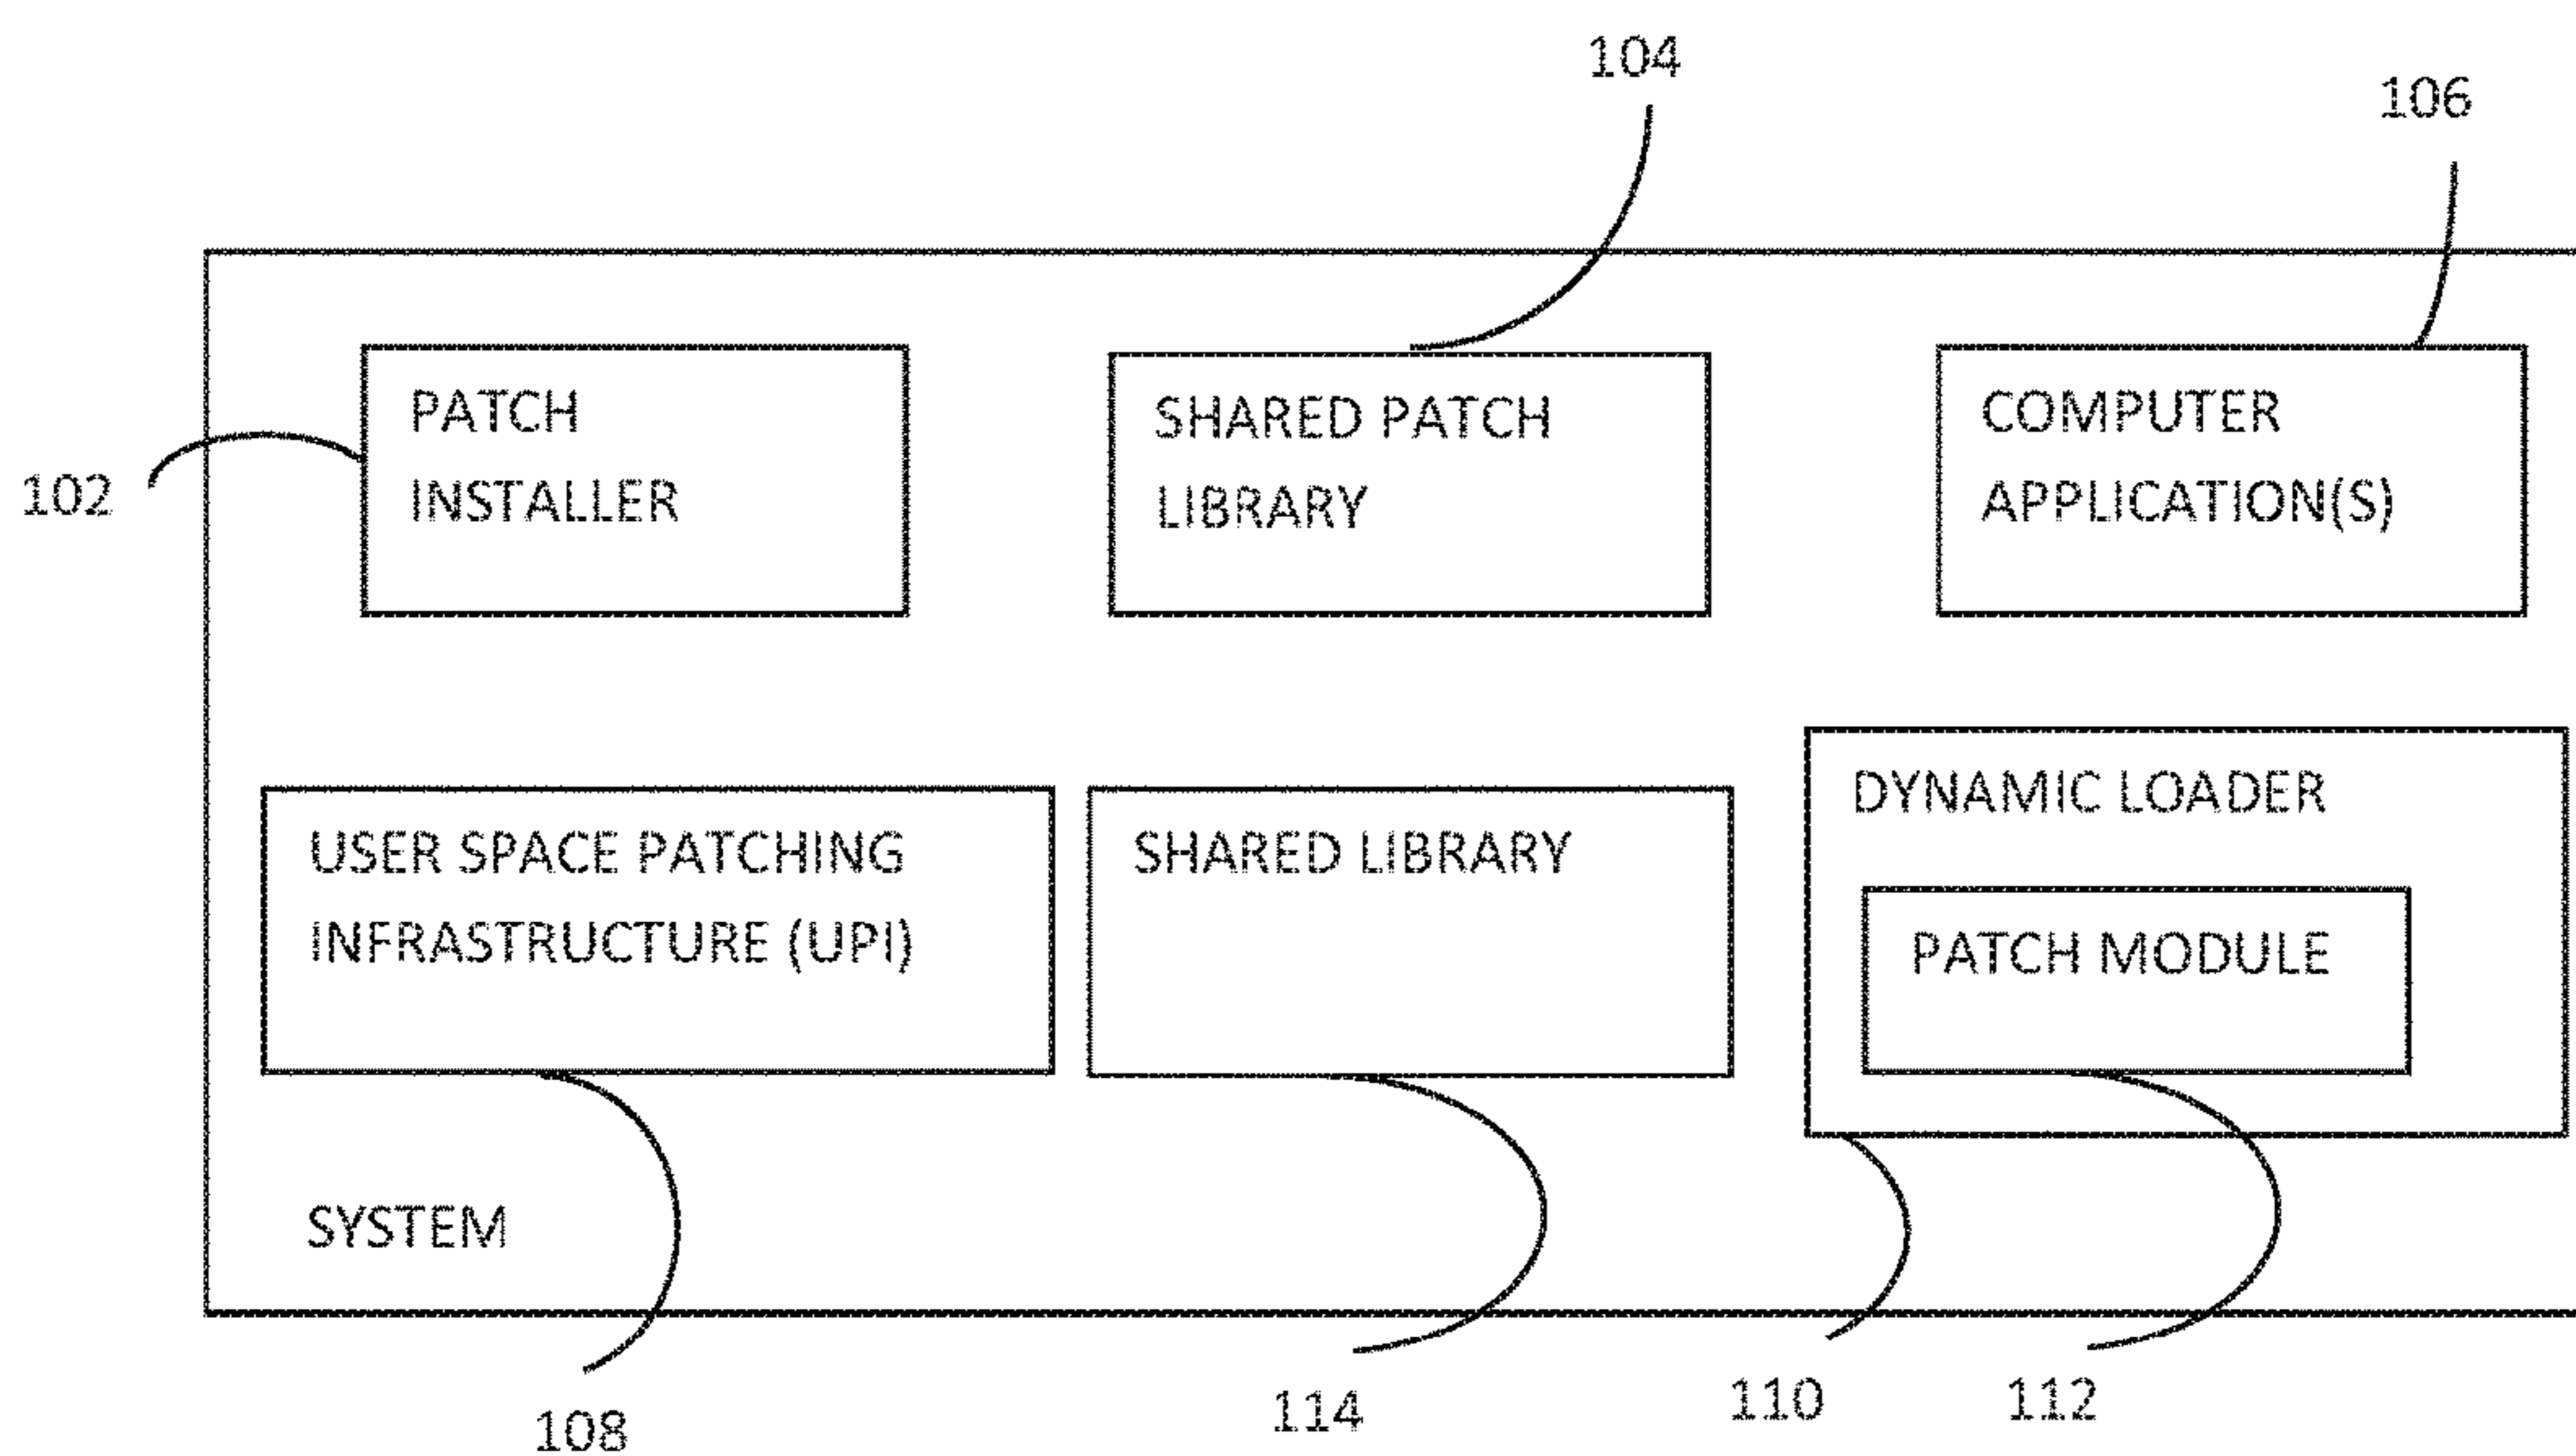 104
106
102
PATCH
INSTALLER
SHARED PATCH
LIBRARY
COMPUTER
APPLICATION(S)
USER SPACE PATCHING
INFRASTRUCTURE (UPI)
SHARED LIBRARY
DYNAMIC LOADER
PATCH MODULE
SYSTEM
108
114
110
112